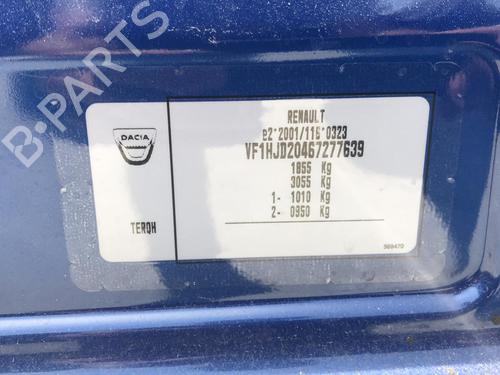 DACIA
RENAULT
e2*2001/116*0323
VF1HJD20467277639
1855 Kg
3055 Kg
1- 1010 Kg
2- 0950 Kg
TERQH
569470